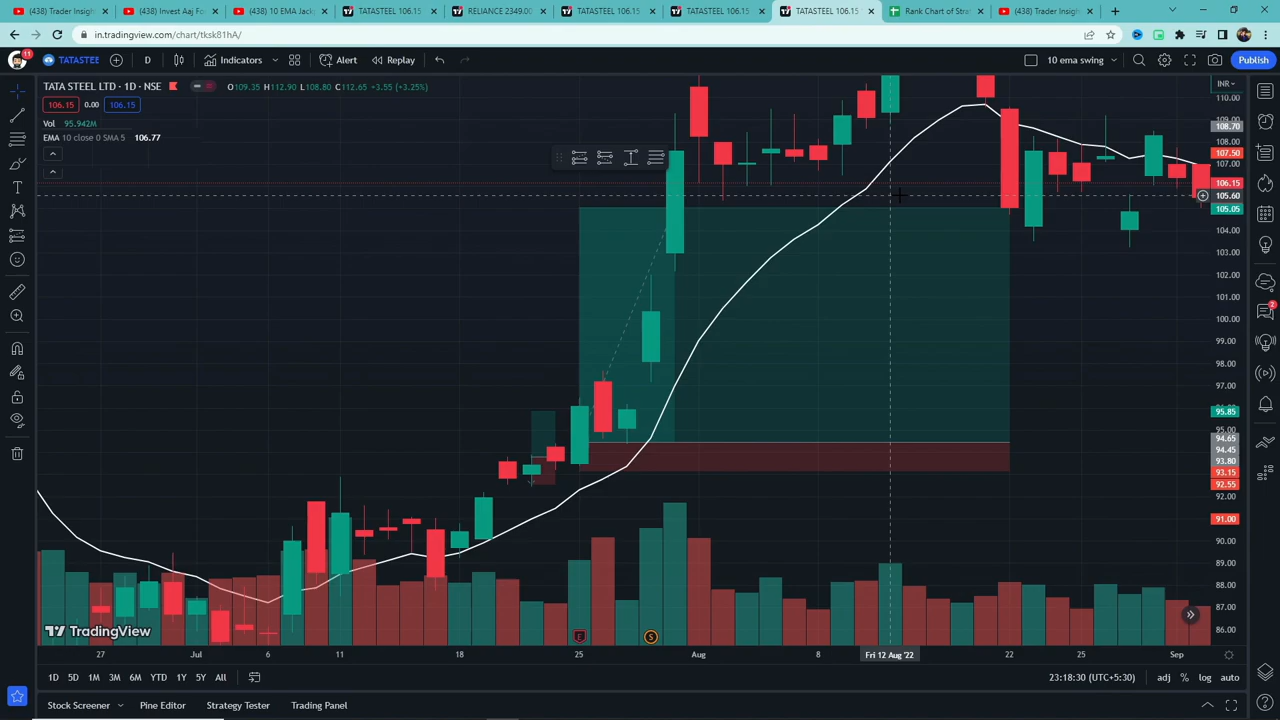 (438) Trader Insigh
(438) Invest Aaj Fo
(438) 10 EMA Jack
TATASTEEL 106.15
RELIANCE 2349.00
TATASTEEL 106.15
TATASTEEL 106.15
TATASTEEL 106.15
Rank Chart of Strat
(438) Trader Insigh
in.tradingview.com/chart/tksk81hA/
11
TATASTEE
D
Indicators
Alert
Replay
10 ema swing
Publish
TATA STEEL LTD · 1D · NSE
O109.35 H112.90 L108.80 C112.65 +3.55 (+3.25%)
INR
106.15
0.00
106.15
Vol 95.942M
EMA 10 close 0 SMA 5 106.77
110.00
109.00
108.70
108.00
107.50
107.00
106.15
105.60
105.05
104.00
103.00
102.00
101.00
100.00
99.00
98.00
97.00
95.85
95.00
94.65
94.45
93.80
93.15
92.55
92.00
91.00
90.00
89.00
88.00
87.00
86.00
2
E
S
TradingView
27
Jul
6
11
18
25
Aug
8
Fri 12 Aug '22
22
25
Sep
1D
5D
1M
3M
6M
YTD
1Y
5Y
All
23:18:30 (UTC+5:30)
adj
%
log
auto
Stock Screener
Pine Editor
Strategy Tester
Trading Panel